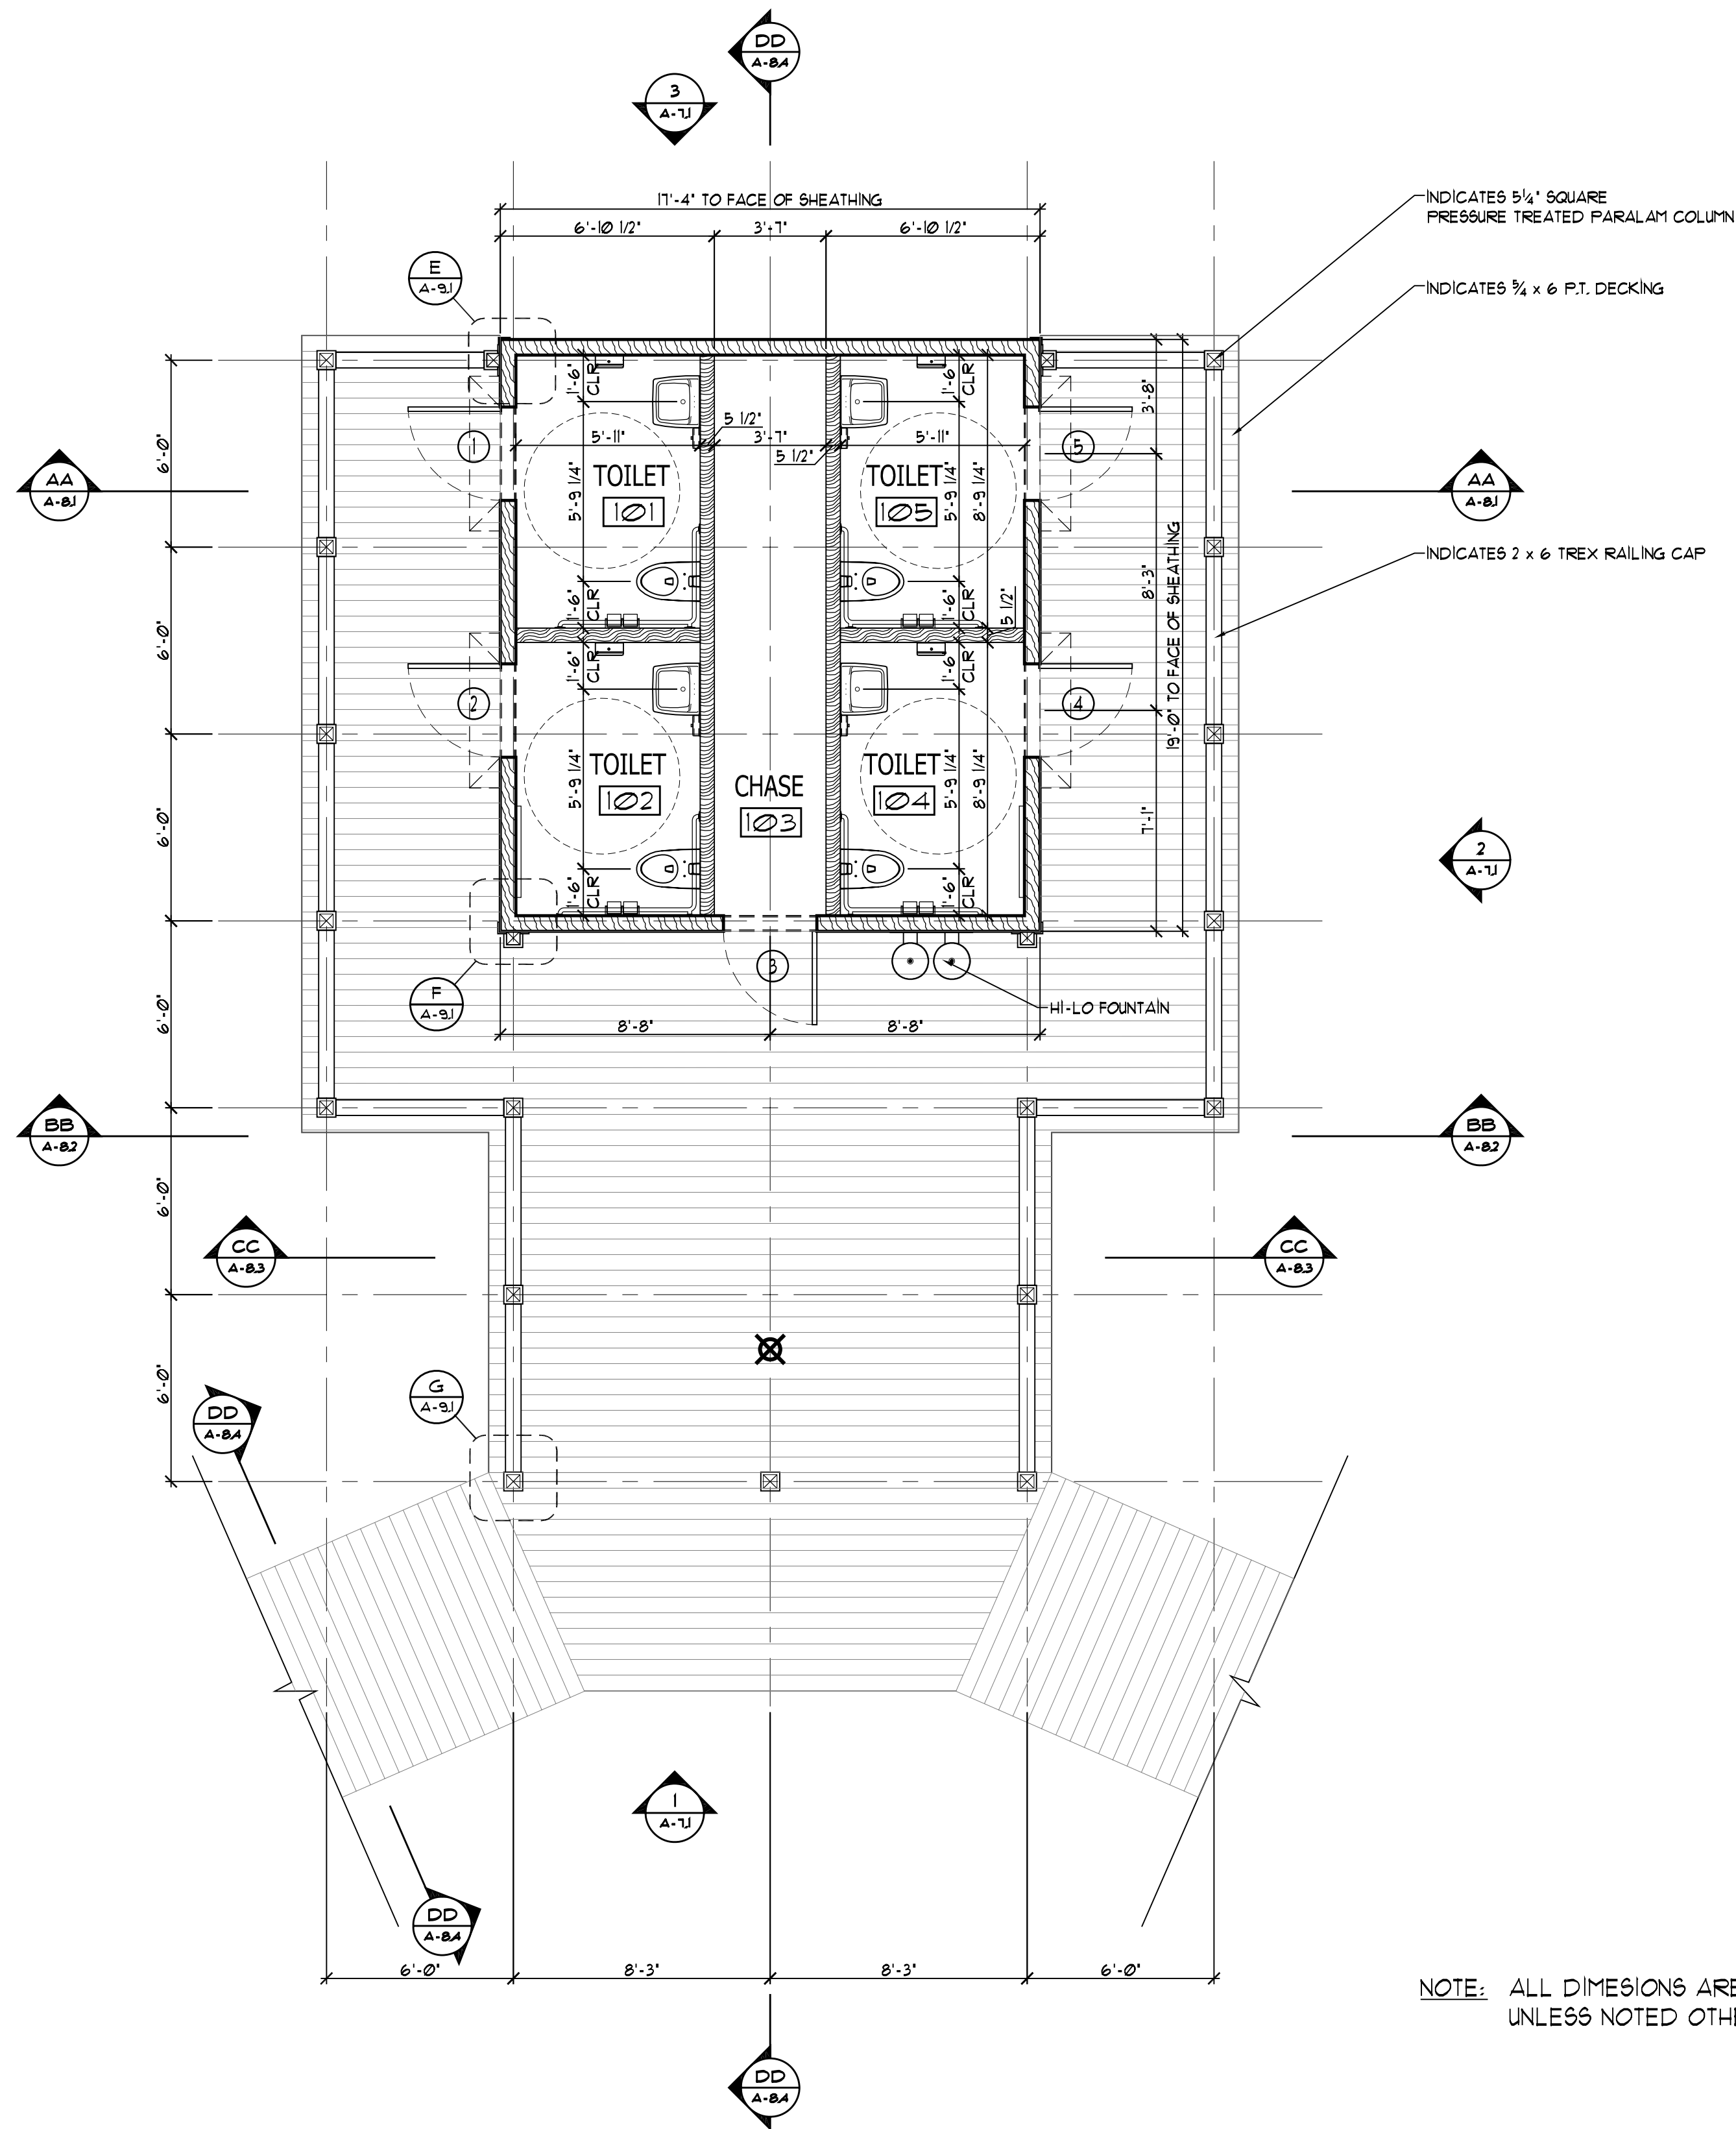 DD
A-8.4
3
A-7.1
17'-4" TO FACE OF SHEATHING
6'-10 1/2"
3'-7"
6'-10 1/2"
INDICATES 5¼" SQUARE
PRESSURE TREATED PARALAM COLUMN
INDICATES 5/4 x 6 P.T. DECKING
E
A-9.1
1'-6"
CLR
1'-6"
CLR
3'-8"
6'-0"
1
5'-11"
5 1/2"
3'-7"
5 1/2"
5'-11"
5
AA
A-8.1
TOILET
101
5'-9 1/4"
TOILET
105
5'-9 1/4"
8'-9 1/4"
AA
A-8.1
19'-0" TO FACE OF SHEATHING
INDICATES 2 x 6 TREX RAILING CAP
8'-3"
1'-6"
CLR
1'-6"
CLR
5 1/2"
6'-0"
1'-6"
CLR
1'-6"
CLR
2
4
TOILET
102
5'-9 1/4"
CHASE
103
TOILET
104
5'-9 1/4"
8'-9 1/4"
6'-0"
7'-1"
2
A-7.1
1'-6"
CLR
1'-6"
CLR
3
F
A-9.1
HI-LO FOUNTAIN
6'-0"
8'-8"
8'-8"
BB
A-8.2
BB
A-8.2
6'-0"
CC
A-8.3
CC
A-8.3
6'-0"
G
A-9.1
DD
A-8.4
1
A-7.1
DD
A-8.4
6'-0"
8'-3"
8'-3"
6'-0"
NOTE: ALL DIMESIONS ARE
UNLESS NOTED
DD
A-8.4